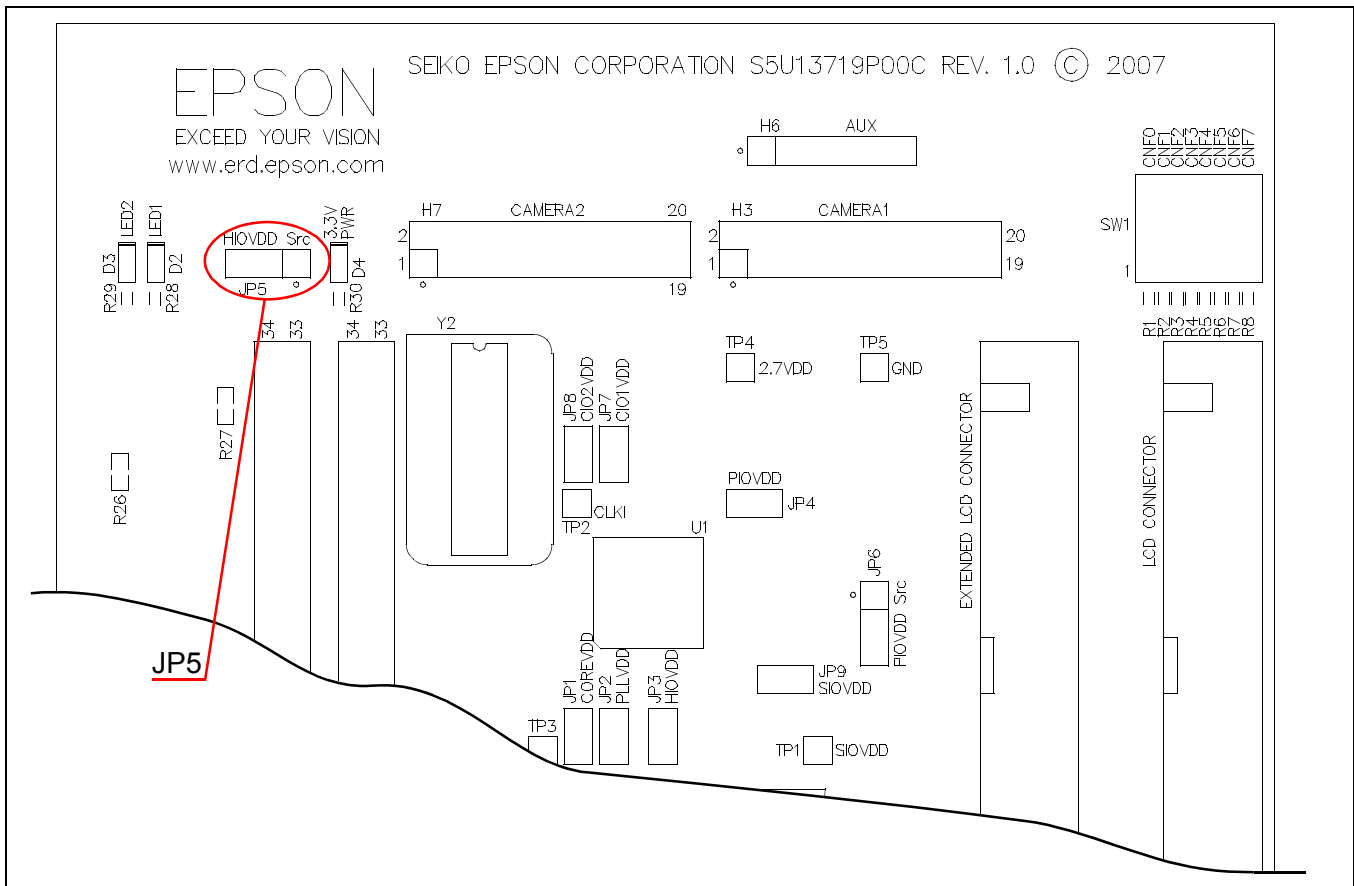 SEIKO EPSON CORPORATION S5U13719P00C REV. 1.0 © 2007
EPSON
EXCEED YOUR VISION
www.erd.epson.com
H6 AUX
CNF0
CNF1
CNF2
CNF3
CNF4
CNF5
CNF6
CNF7
SW1
1
LED2
LED1
D3
D2
R29
R28
HIOVDD Src
JP5
3.3V
PWR
D4
R30
H7 CAMERA2 20
2
1
19
H3 CAMERA1
2
1
20
19
R1
R2
R3
R4
R5
R6
R7
R8
34
33
34
33
Y2
TP4
2.7VDD
TP5
GND
R27
R26
JP8
CIO2VDD
JP7
CIO1VDD
TP2
CLKI
PIOVDD
JP4
U1
EXTENDED LCD CONNECTOR
LCD CONNECTOR
JP6
Src
PIOVDD
JP5
JP1
COREVDD
JP2
PLLVDD
JP3
HIOVDD
JP9
SIOVDD
TP3
TP1
SIOVDD